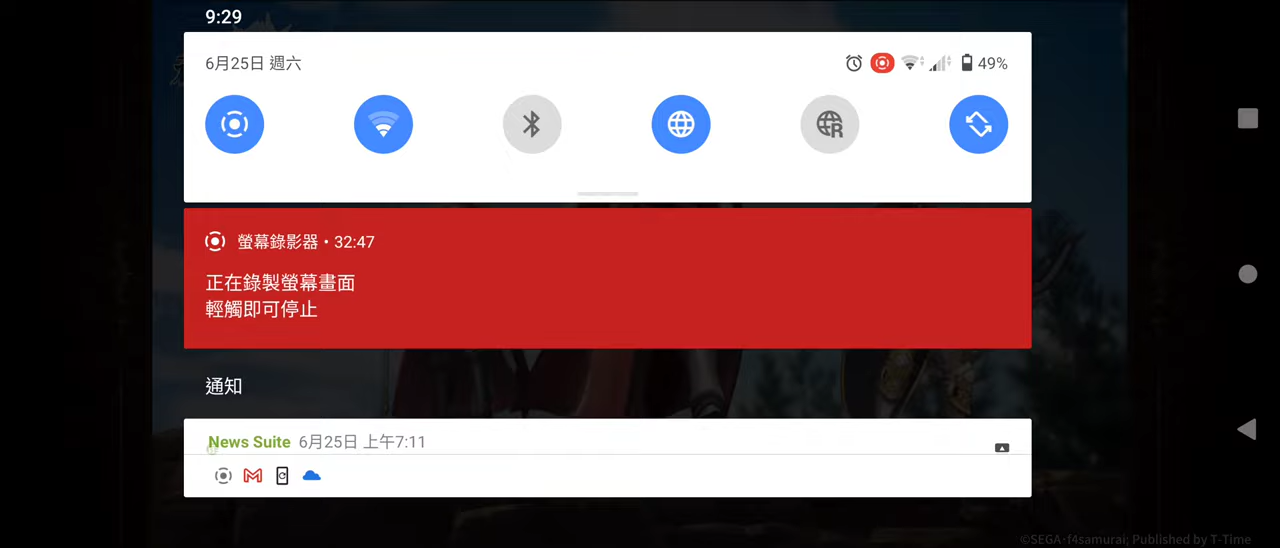 9:29
6月25日 週六
49%
螢幕錄影器 • 32:47
正在錄製螢幕畫面
輕觸即可停止
通知
News Suite 6月25日 上午7:11
©SEGA·f4samurai; Published by T-Time